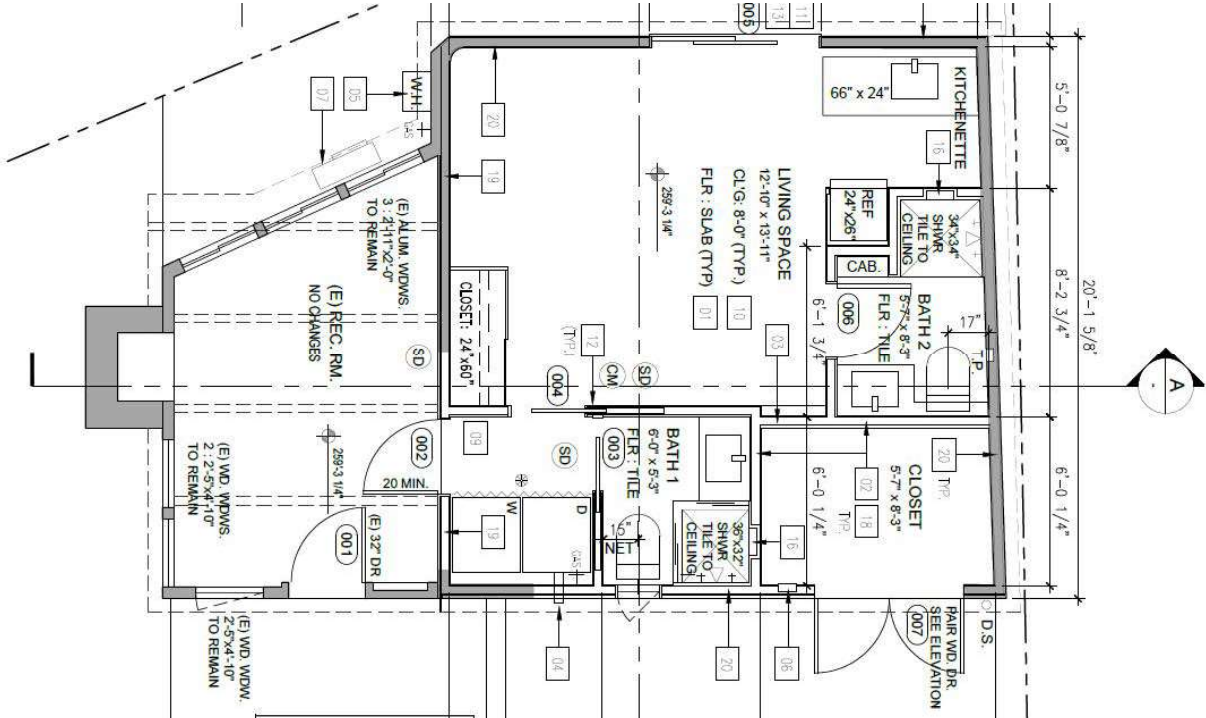 005
13
11
KITCHENETTE
66" x 24"
16
W.H.
05
07
GAS
20
19
259'-3 1/4"
LIVING SPACE
12'-10" x 13'-11"
CL'G: 8'-0" (TYP.)
FLR : SLAB (TYP)
10
01
REF
24"x26"
34"x34"
SHWR
TILE TO
CEILING
CAB.
BATH 2
5'-7" x 8'-3"
FLR : TILE
006
17"
T.P.
5'-0 7/8"
8'-2 3/4"
20'-1 5/8'
6'-0 1/4"
6'-1 3/4"
6'-0 1/4"
03
12
(TYP.)
CM
SD
004
CLOSET: 24"x60"
(E) ALUM. WDWS.
3 : 2'-11"x2'-0"
TO REMAIN
(E) REC. RM.
NO CHANGES
SD
259'-3 1/4"
(E) WD. WDWS.
2 : 2'-5"x4'-10"
TO REMAIN
002
20 MIN.
09
SD
003
BATH 1
6'-0" x 5'-3"
FLR : TILE
W
D
19
GAS
15"
NET
36"x32"
SHWR
TILE TO
CEILING
16
CLOSET
5'-7" x 8'-3"
02
18
TYP.
20
TYP.
(E) 32" DR
001
(E) WD. WDW.
2'-5"x4'-10"
TO REMAIN
04
20
06
PAIR WD. DR.
SEE ELEVATION
007
D.S.
A
-